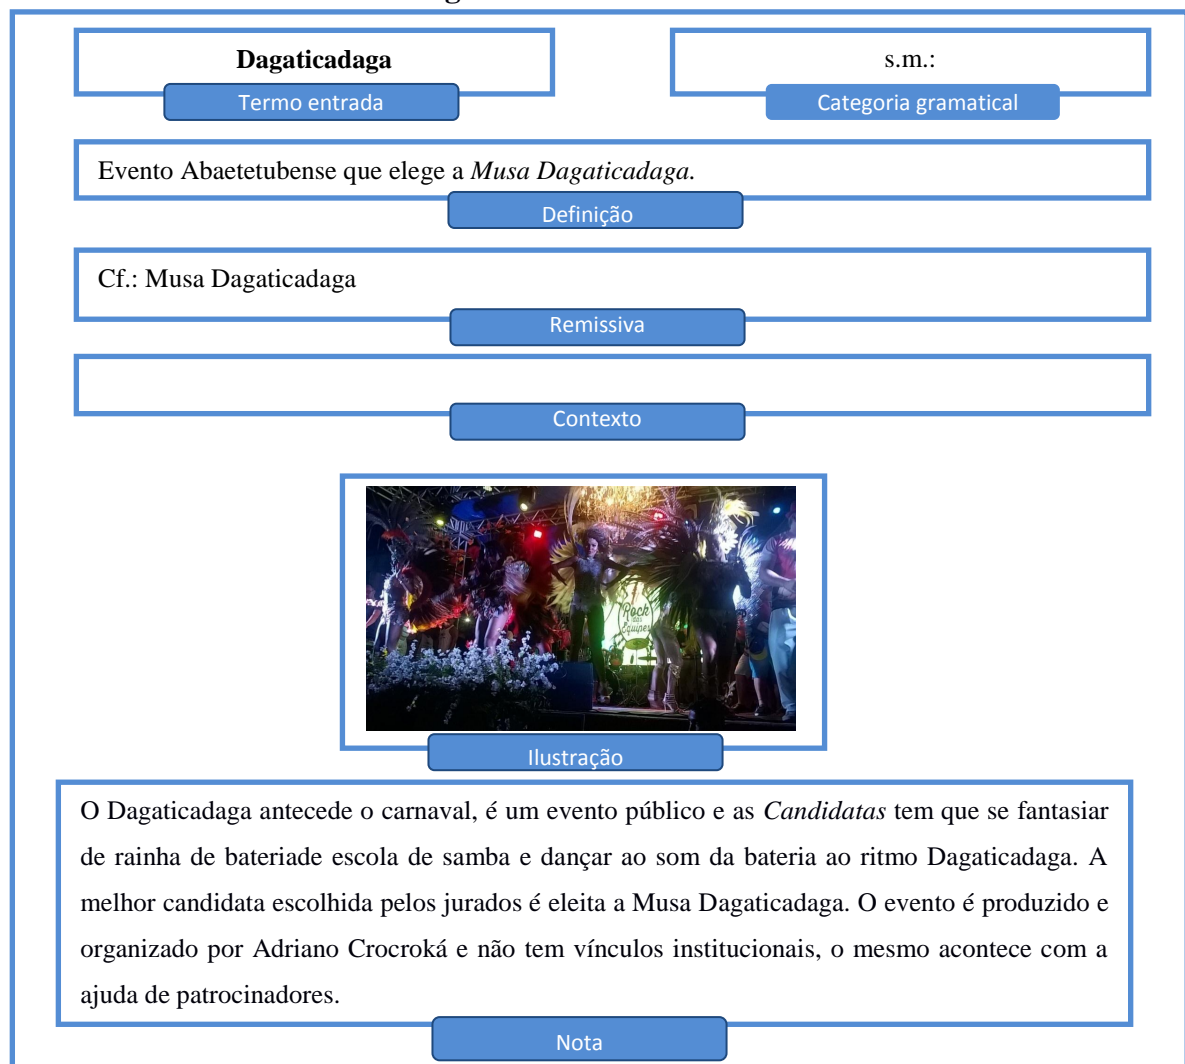 Dagaticadaga
s.m.:
Termo entrada
Categoria gramatical
Evento Abaetetubense que elege a Musa Dagaticadaga.
Definição
Cf.: Musa Dagaticadaga
Remissiva
Contexto
Rock
das
Equipes
Ilustração
O Dagaticadaga antecede o carnaval, é um evento público e as Candidatas tem que se fantasiar
de rainha de bateriade escola de samba e dançar ao som da bateria ao ritmo Dagaticadaga. A
melhor candidata escolhida pelos jurados é eleita a Musa Dagaticadaga. O evento é produzido e
organizado por Adriano Crocroká e não tem vínculos institucionais, o mesmo acontece com a
ajuda de patrocinadores.
Nota